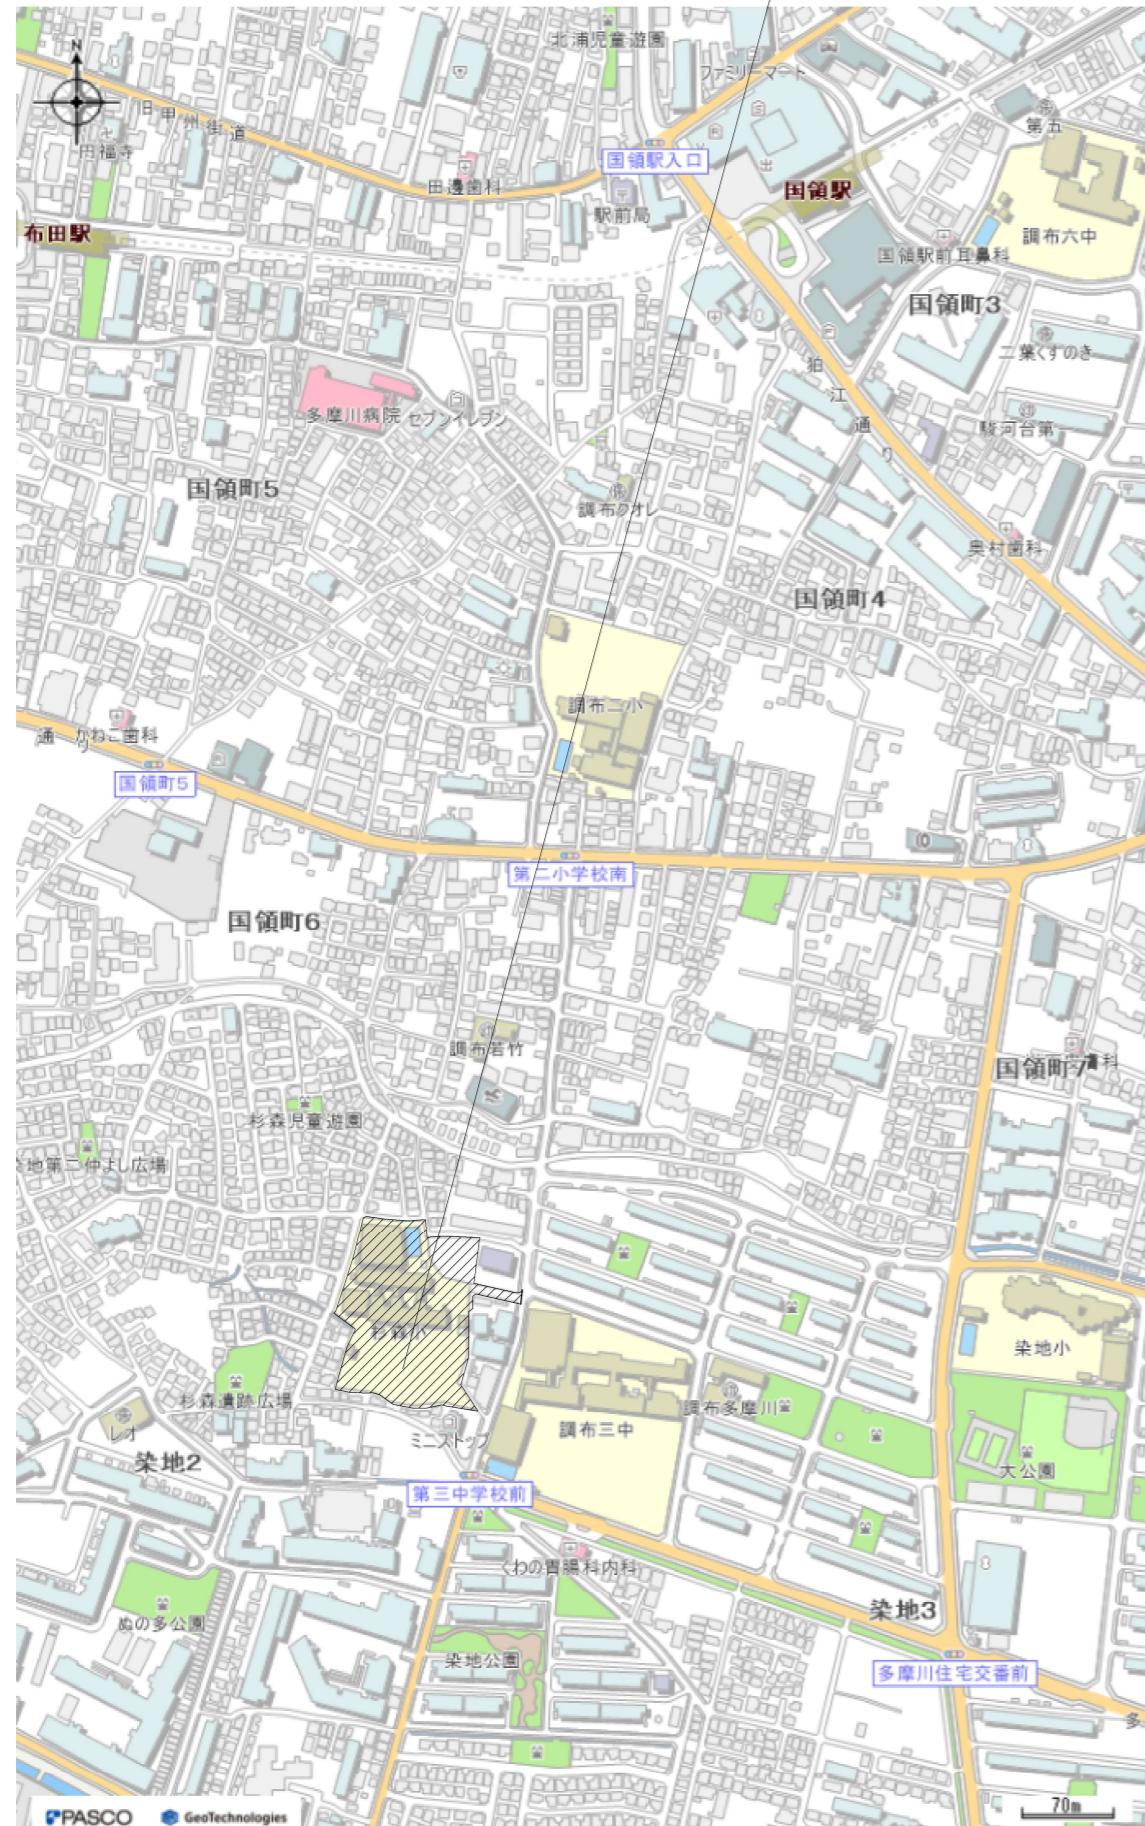 北浦児童遊園
ファミリーマート
N
旧甲州街道
第五
円福寺
国領駅入口
田邊歯科
国領駅
駅前局
布田駅
調布六中
国領駅前耳鼻科
国領町3
二葉くすのき
狛江通り
多摩川病院
セブンイレブン
駿河台第一
国領町5
調布クオレ
奥村歯科
国領町4
調布二小
通り
かねこ歯科
国領町5
第二小学校南
国領町6
調布若竹
国領町7
歯科
杉森児童遊園
染地第二仲よし広場
杉森小
染地小
杉森遺跡広場
調布多摩川
レオ
ミニストップ
調布三中
染地2
大公園
第三中学校前
くわの胃腸科内科
染地3
ぬの多公園
染地公園
多摩川住宅交番前
多
PASCO
GeoTechnologies
70m